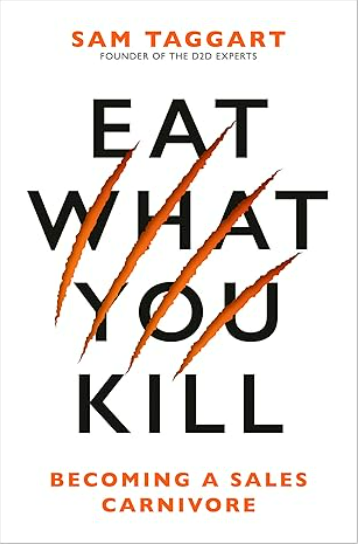 SAM TAGGART
FOUNDER OF THE D2D EXPERTS
EAT
WHAT
YOU
KILL
BECOMING A SALES
CARNIVORE